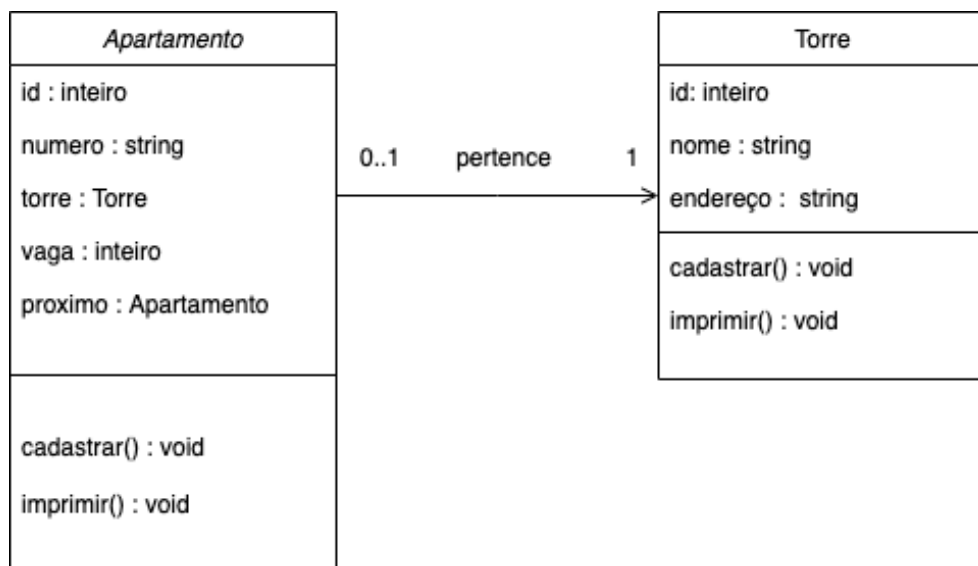 Apartamento
id : inteiro
numero : string
torre : Torre
vaga : inteiro
proximo : Apartamento
cadastrar() : void
imprimir() : void
0..1 pertence 1
Torre
id: inteiro
nome : string
endereço : string
cadastrar() : void
imprimir() : void